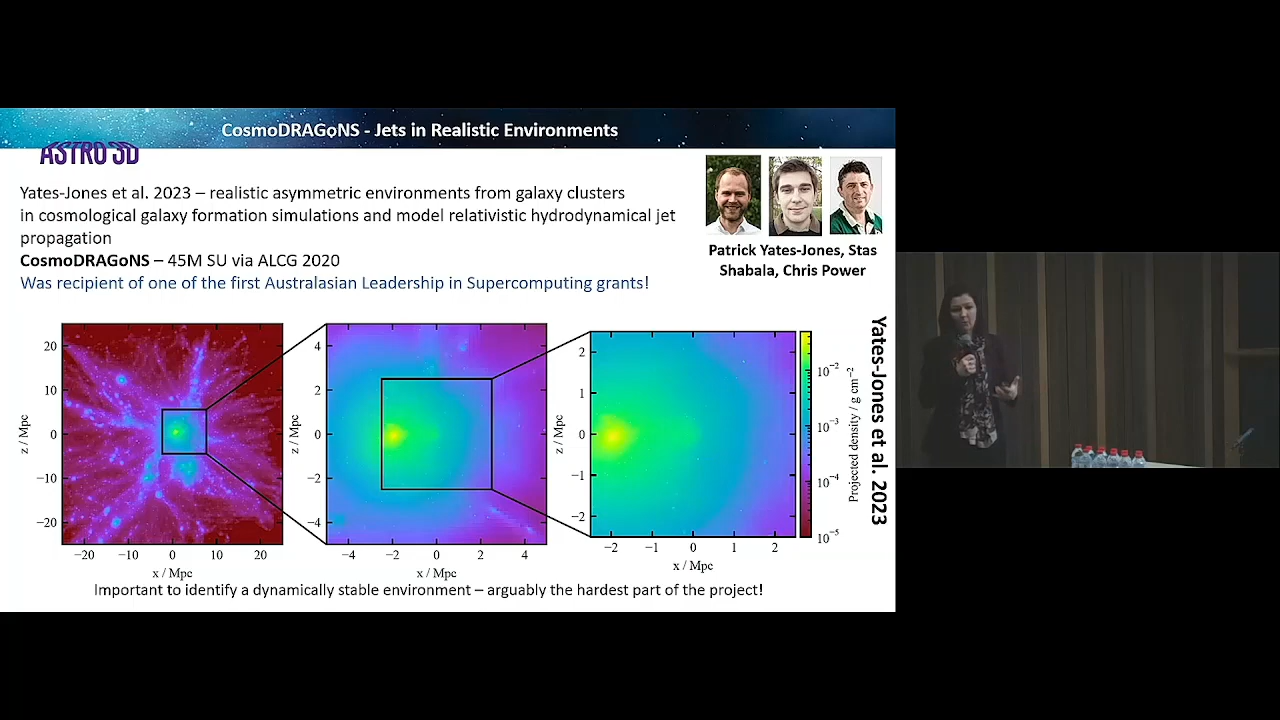 CosmoDRAGoNS - Jets in Realistic Environments
ASTRO 3D
Yates-Jones et al. 2023 – realistic asymmetric environments from galaxy clusters
in cosmological galaxy formation simulations and model relativistic hydrodynamical jet
propagation
CosmoDRAGoNS – 45M SU via ALCG 2020
Was recipient of one of the first Australasian Leadership in Supercomputing grants!
Patrick Yates-Jones, Stas
Shabala, Chris Power
20
10
0
−10
−20
z / Mpc
−20 −10 0 10 20
x / Mpc
4
2
0
−2
−4
z / Mpc
−4 −2 0 2 4
x / Mpc
2
1
0
−1
−2
z / Mpc
−2 −1 0 1 2
x / Mpc
10⁻²
10⁻³
10⁻⁴
10⁻⁵
Projected density / g cm⁻²
Yates-Jones et al. 2023
Important to identify a dynamically stable environment – arguably the hardest part of the project!